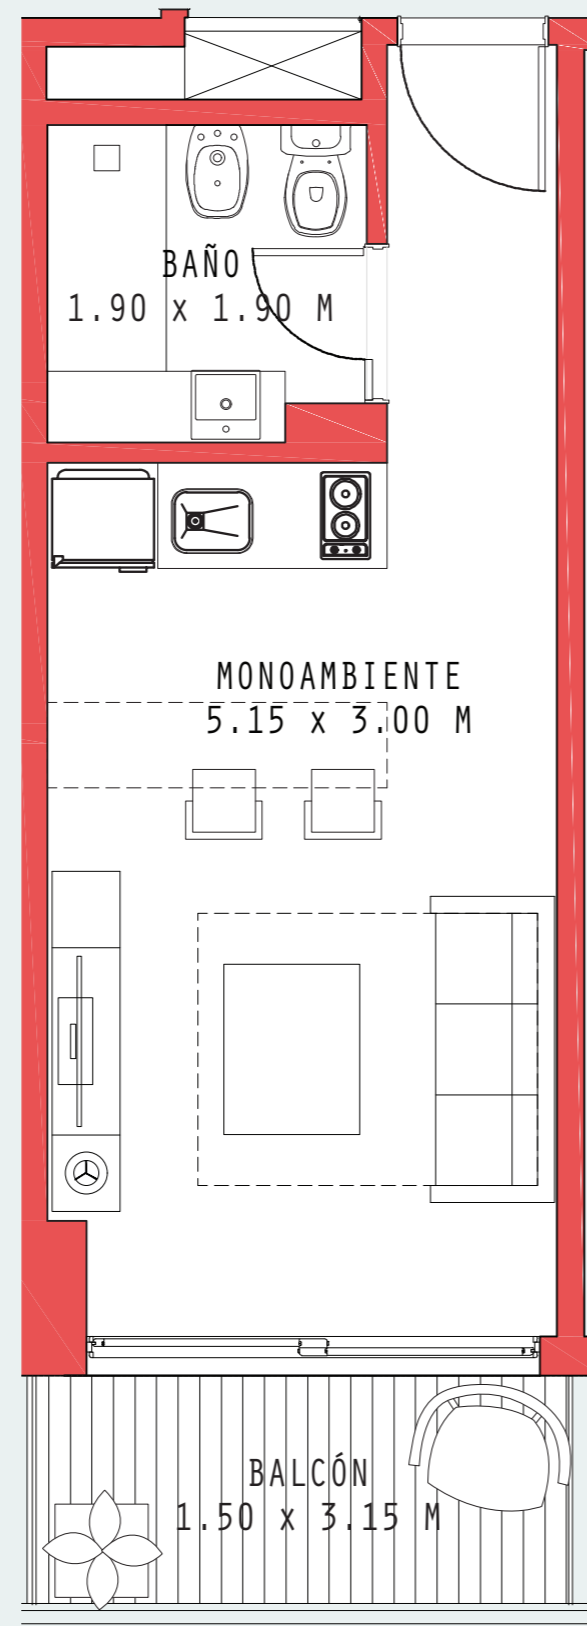 BAÑO
1.90 x 1.90 M
MONOAMBIENTE
5.15 x 3.00 M
BALCÓN
1.50 x 3.15 M